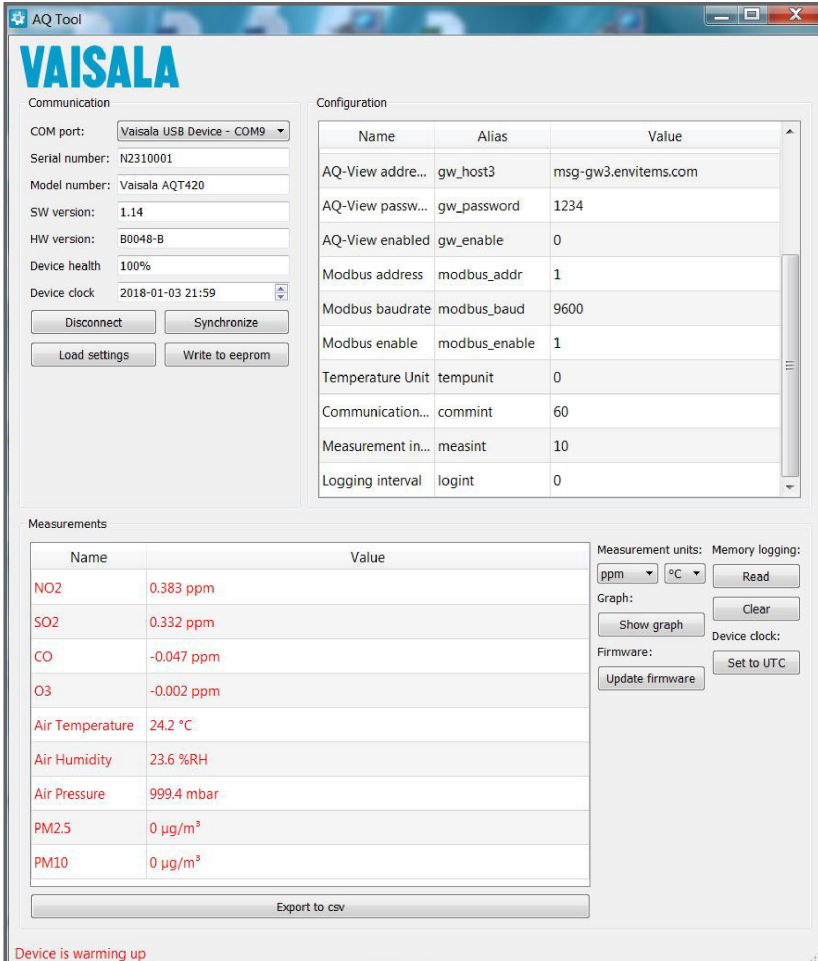 AQ Tool
VAISALA
Communication
COM port: Vaisala USB Device - COM9
Serial number: N2310001
Model number: Vaisala AQT420
SW version: 1.14
HW version: B0048-B
Device health 100%
Device clock 2018-01-03 21:59
Disconnect Synchronize
Load settings Write to eeprom
Configuration
Name Alias Value
AQ-View addre... gw_host3 msg-gw3.envitems.com
AQ-View passw... gw_password 1234
AQ-View enabled gw_enable 0
Modbus address modbus_addr 1
Modbus baudrate modbus_baud 9600
Modbus enable modbus_enable 1
Temperature Unit tempunit 0
Communication... commint 60
Measurement in... measint 10
Logging interval logint 0
Measurements
Name Value
NO2 0.383 ppm
SO2 0.332 ppm
CO -0.047 ppm
O3 -0.002 ppm
Air Temperature 24.2 °C
Air Humidity 23.6 %RH
Air Pressure 999.4 mbar
PM2.5 0 µg/m³
PM10 0 µg/m³
Export to csv
Measurement units:
ppm °C
Graph:
Show graph
Firmware:
Update firmware
Memory logging:
Read
Clear
Device clock:
Set to UTC
Device is warming up